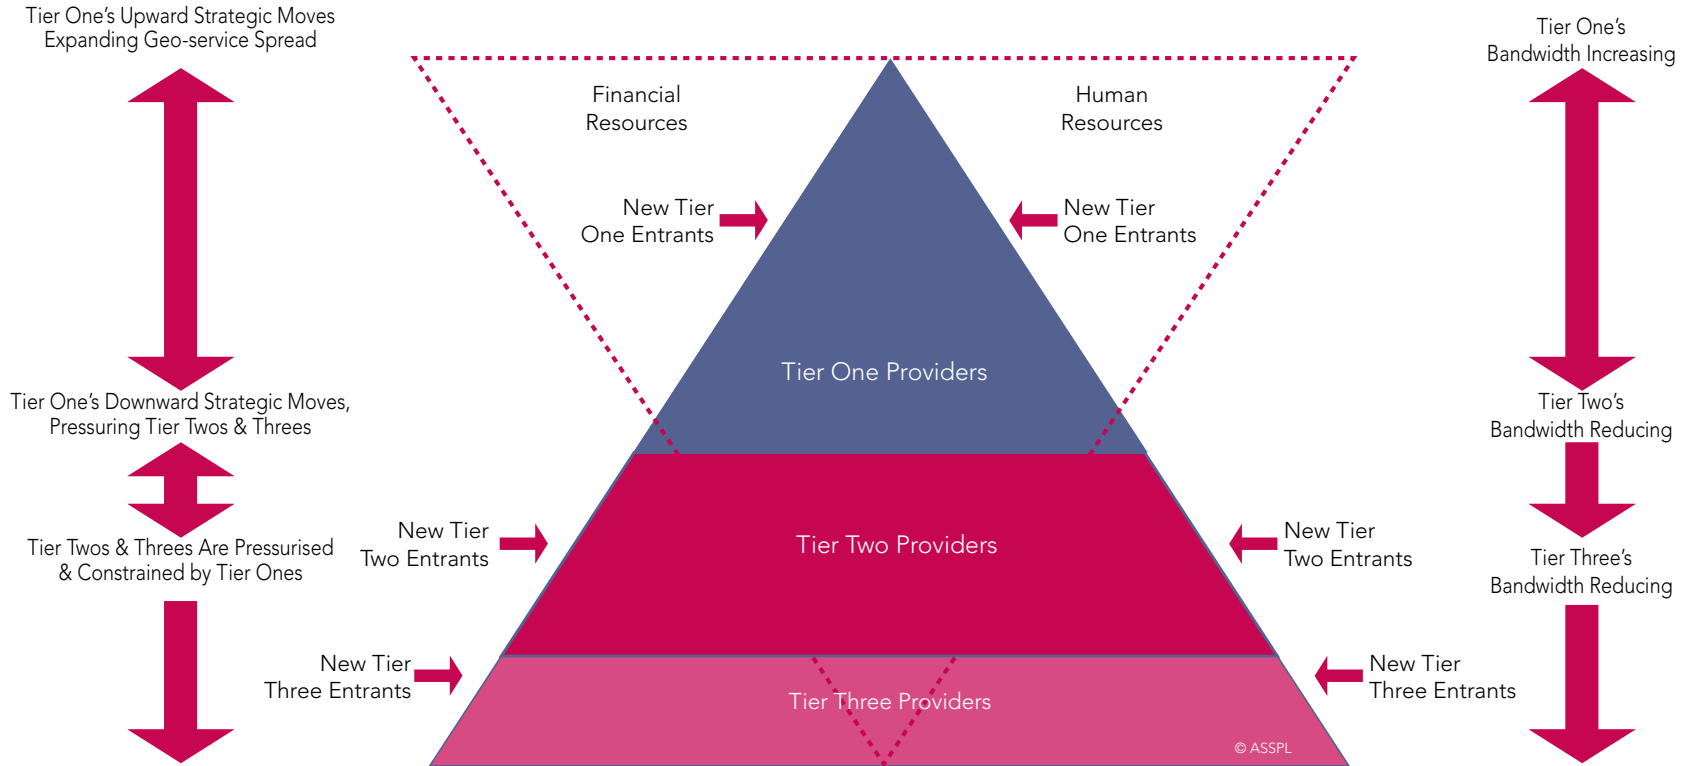 Tier One's Upward Strategic Moves
Expanding Geo-service Spread
Tier One's
Bandwidth Increasing
Financial
Resources
Human
Resources
New Tier
One Entrants
New Tier
One Entrants
Tier One Providers
Tier One's Downward Strategic Moves,
Pressuring Tier Twos & Threes
Tier Two's
Bandwidth Reducing
New Tier
Two Entrants
Tier Two Providers
New Tier
Two Entrants
Tier Twos & Threes Are Pressurised
& Constrained by Tier Ones
Tier Three's
Bandwidth Reducing
New Tier
Three Entrants
Tier Three Providers
New Tier
Three Entrants
© ASSPL